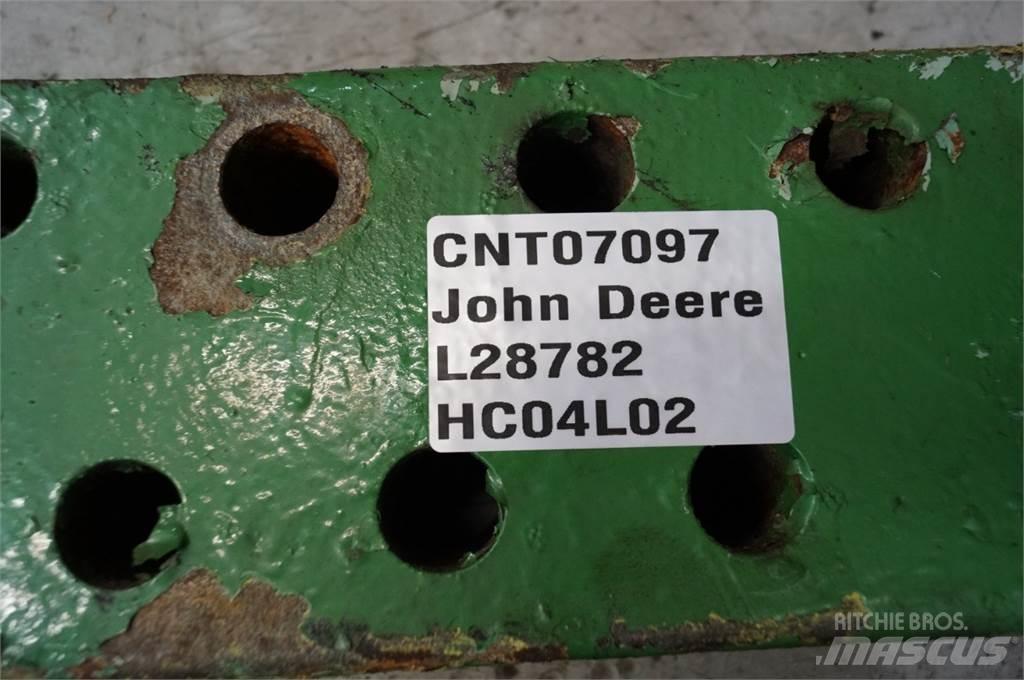 CNT07097
John Deere
L28782
HC04L02
RITCHIE BROS.
MASCUS